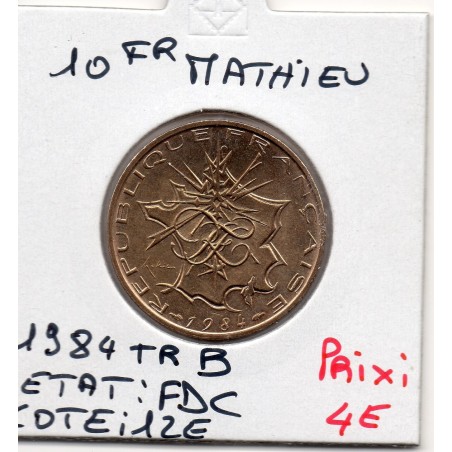 10 FR MATHIEU
REPUBLIQUE FRANÇAISE
1984
1984 TR B
ETAT: FDC
COTE: 12E
PRIX:
4E